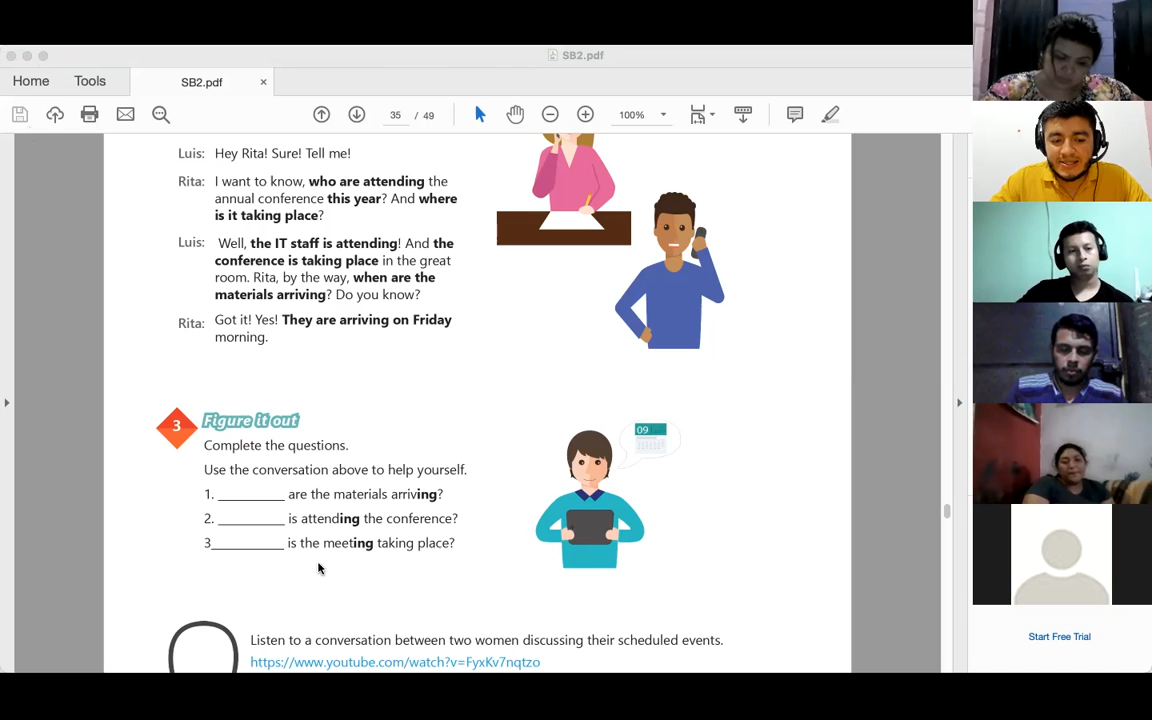 SB2.pdf
Home Tools SB2.pdf ×
35 / 49 100%
Luis: Hey Rita! Sure! Tell me!
Rita: I want to know, who are attending the
annual conference this year? And where
is it taking place?
Luis: Well, the IT staff is attending! And the
conference is taking place in the great
room. Rita, by the way, when are the
materials arriving? Do you know?
Rita: Got it! Yes! They are arriving on Friday
morning.
3 Figure it out
09
Complete the questions.
Use the conversation above to help yourself.
1. __________ are the materials arriving?
2. __________ is attending the conference?
3___________ is the meeting taking place?
Listen to a conversation between two women discussing their scheduled events.
https://www.youtube.com/watch?v=FyxKv7nqtzo
Start Free Trial